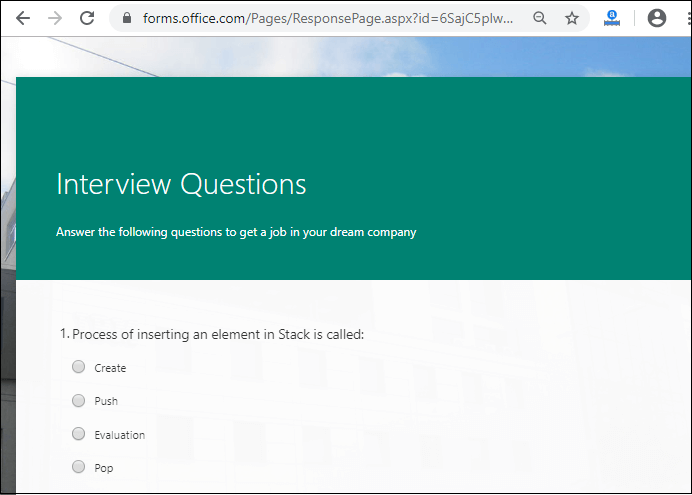 forms.office.com/Pages/ResponsePage.aspx?id=6SajC5plw...
a
Interview Questions
Answer the following questions to get a job in your dream company
1. Process of inserting an element in Stack is called:
Create
Push
Evaluation
Pop